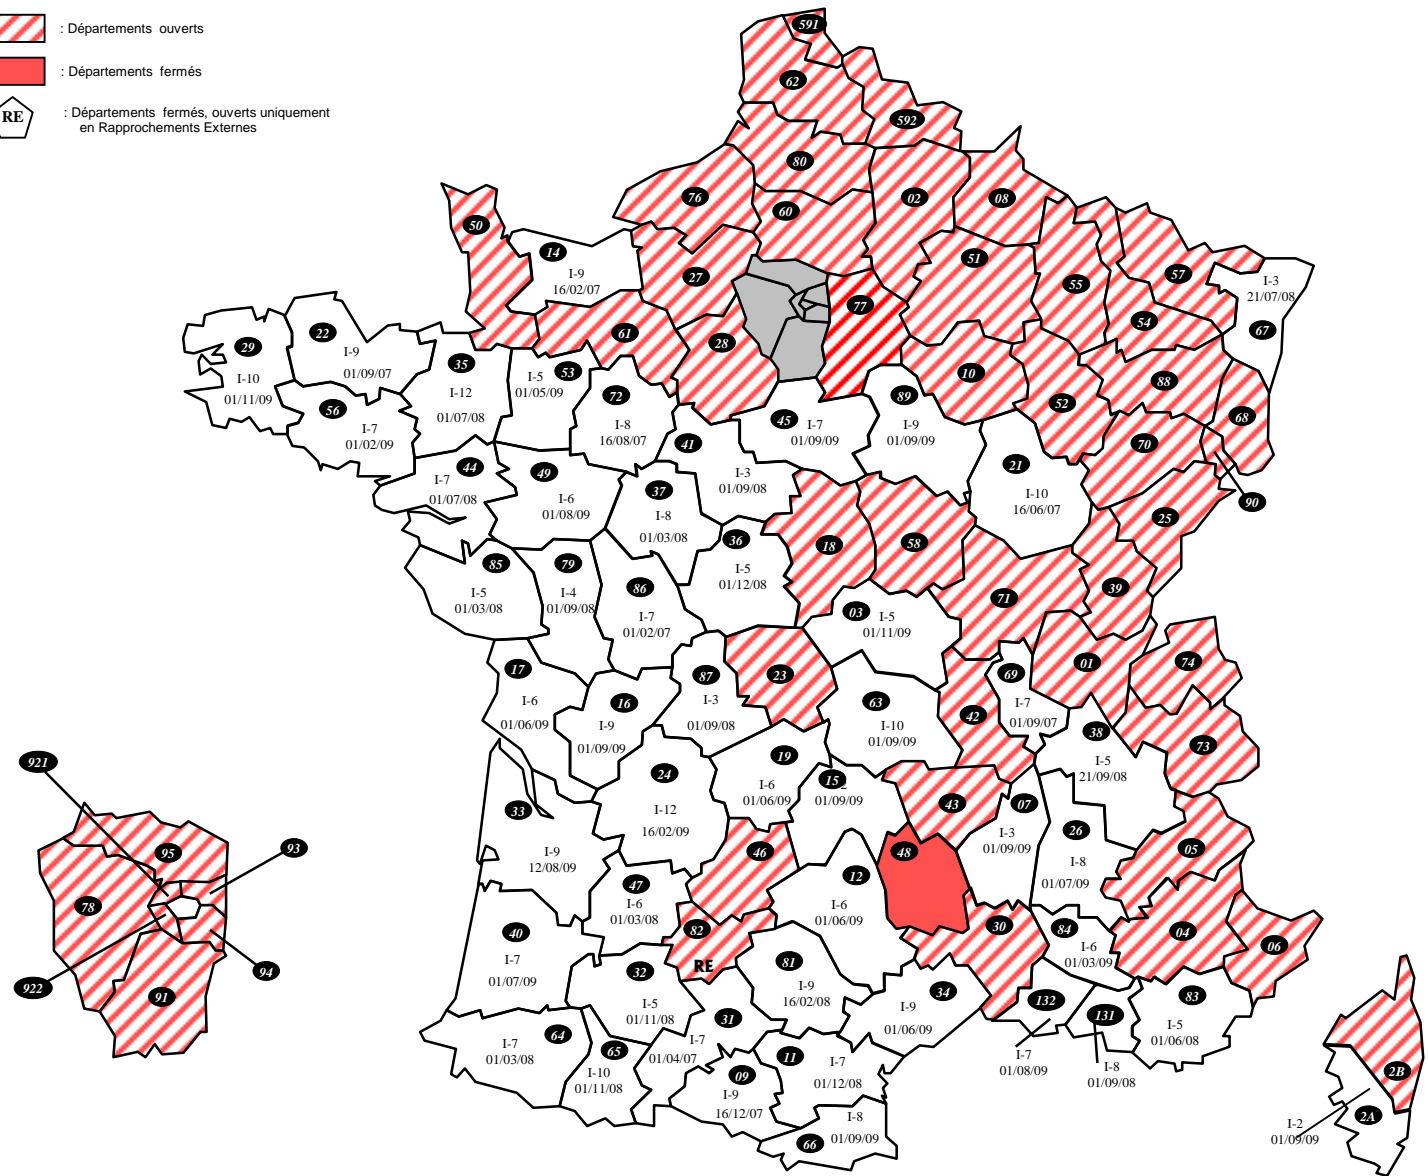 : Départements ouverts
: Départements fermés
RE
: Départements fermés, ouverts uniquement
en Rapprochements Externes
591
62
592
80
76
60
02
08
50
14
I-9
16/02/07
27
51
55
57
I-3
21/07/08
67
54
77
61
28
22
I-9
01/09/07
29
I-10
01/11/09
35
I-12
01/07/08
53
I-5
01/05/09
72
I-8
16/08/07
10
52
88
68
56
I-7
01/02/09
45
I-7
01/09/09
89
I-9
01/09/09
70
90
41
I-3
01/09/08
21
I-10
16/06/07
25
44
I-7
01/07/08
49
I-6
01/08/09
37
I-8
01/03/08
36
I-5
01/12/08
18
58
39
71
85
I-5
01/03/08
79
I-4
01/09/08
86
I-7
01/02/07
03
I-5
01/11/09
17
I-6
01/06/09
16
I-9
01/09/09
87
I-3
01/09/08
23
63
I-10
01/09/09
42
69
I-7
01/09/07
01
74
38
I-5
21/09/08
73
24
I-12
16/02/09
19
I-6
01/06/09
15
01/09/09
43
07
I-3
01/09/09
26
I-8
01/07/09
05
33
I-9
12/08/09
46
48
47
I-6
01/03/08
12
I-6
01/06/09
30
84
I-6
01/03/09
04
06
40
I-7
01/07/09
82
RE
32
I-5
01/11/08
81
I-9
16/02/08
34
I-9
01/06/09
132
I-7
01/08/09
131
I-8
01/09/08
83
I-5
01/06/08
64
I-7
01/03/08
65
I-10
01/11/08
31
I-7
01/04/07
09
I-9
16/12/07
11
I-7
01/12/08
66
I-8
01/09/09
2B
2A
I-2
01/09/09
921
95
93
78
922
91
94